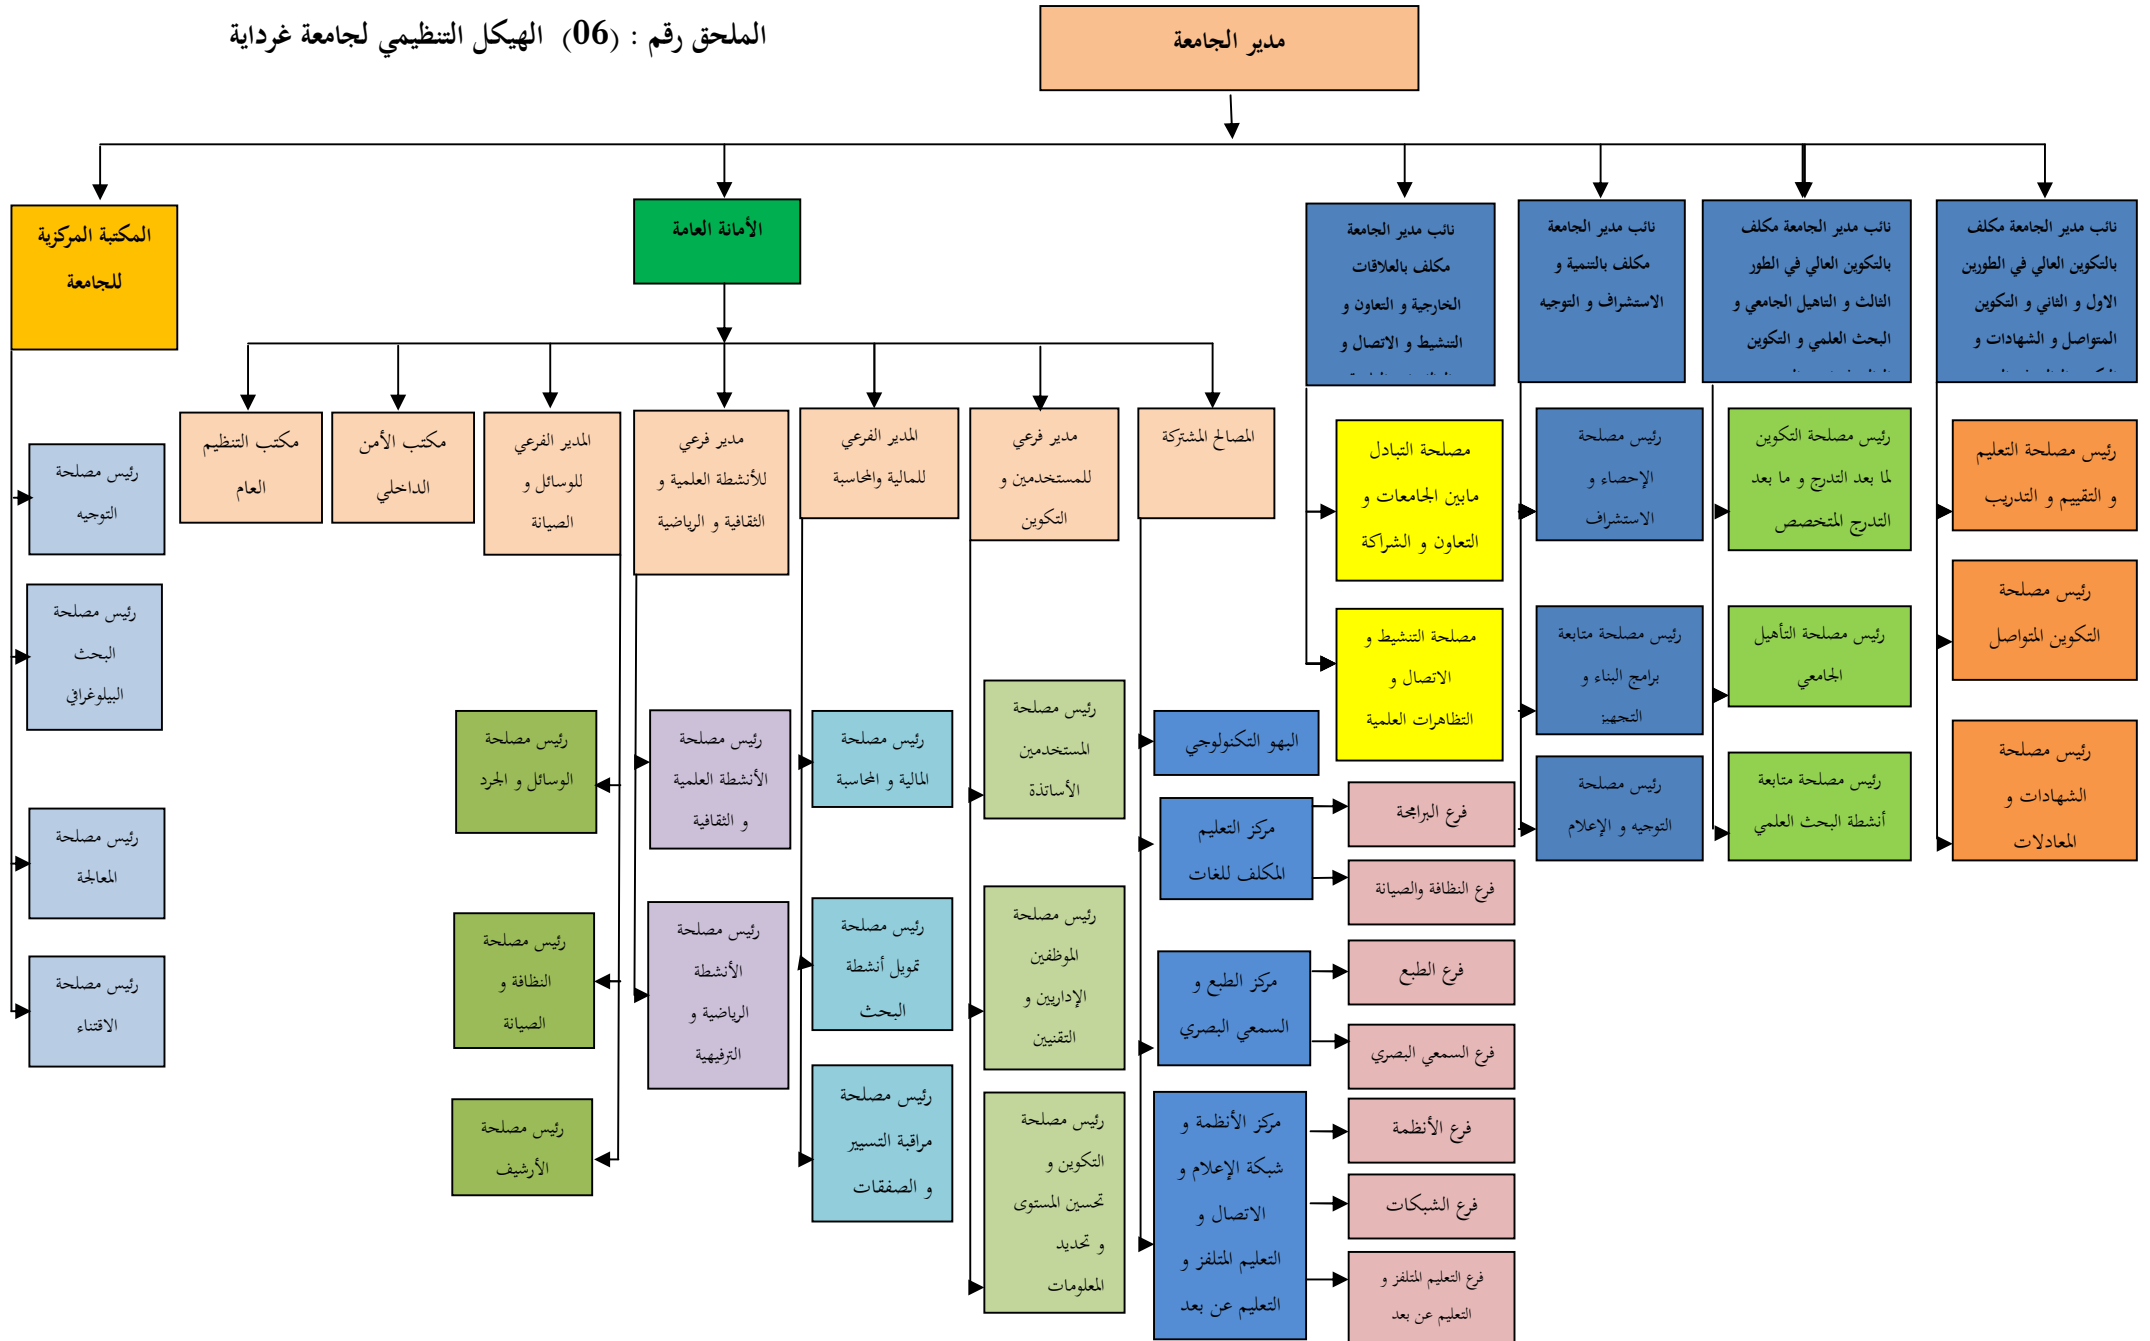 الملحق رقم : (06) الهيكل التنظيمي لجامعة غرداية
مدير الجامعة
نائب مدير الجامعة مكلف
بالتكوين العالي في الطورين
الاول و الثاني و التكوين
المتواصل و الشهادات و
نائب مدير الجامعة مكلف
بالتكوين العالي في الطور
الثالث و التاهيل الجامعي و
البحث العلمي و التكوين
نائب مدير الجامعة
مكلف بالتنمية و
الاستشراف و التوجيه
نائب مدير الجامعة
مكلف بالعلاقات
الخارجية و التعاون و
التنشيط و الاتصال و
الأمانة العامة
المكتبة المركزية
للجامعة
رئيس مصلحة التعليم
و التقييم و التدريب
رئيس مصلحة
التكوين المتواصل
رئيس مصلحة
الشهادات و
المعادلات
رئيس مصلحة التكوين
لما بعد التدرج و ما بعد
التدرج المتخصص
رئيس مصلحة التأهيل
الجامعي
رئيس مصلحة متابعة
أنشطة البحث العلمي
رئيس مصلحة
الإحصاء و
الاستشراف
رئيس مصلحة متابعة
برامج البناء و
التجهيز
رئيس مصلحة
التوجيه و الإعلام
مصلحة التبادل
مابين الجامعات و
التعاون و الشراكة
مصلحة التنشيط و
الاتصال و
التظاهرات العلمية
المصالح المشتركة
مدير فرعي
للمستخدمين و
التكوين
المدير الفرعي
للمالية والمحاسبة
مدير فرعي
للأنشطة العلمية و
الثقافية و الرياضية
المدير الفرعي
للوسائل و
الصيانة
مكتب الأمن
الداخلي
مكتب التنظيم
العام
البهو التكنولوجي
مركز التعليم
المكلف للغات
مركز الطبع و
السمعي البصري
مركز الأنظمة و
شبكة الإعلام و
الاتصال و
التعليم المتلفز و
التعليم عن بعد
فرع البرامجة
فرع النظافة والصيانة
فرع الطبع
فرع السمعي البصري
فرع الأنظمة
فرع الشبكات
فرع التعليم المتلفز و
التعليم عن بعد
رئيس مصلحة
المستخدمين
الأساتذة
رئيس مصلحة
الموظفين
الإداريين و
التقنيين
رئيس مصلحة
التكوين و
تحسين المستوى
و تحديد
المعلومات
رئيس مصلحة
المالية و المحاسبة
رئيس مصلحة
تمويل أنشطة
البحث
رئيس مصلحة
مراقبة التسيير
و الصفقات
رئيس مصلحة
الأنشطة العلمية
و الثقافية
رئيس مصلحة
الأنشطة
الرياضية و
الترفيهية
رئيس مصلحة
الوسائل و الجرد
رئيس مصلحة
النظافة و
الصيانة
رئيس مصلحة
الأرشيف
رئيس مصلحة
التوجيه
رئيس مصلحة
البحث
البيلوغرافي
رئيس مصلحة
المعالجة
رئيس مصلحة
الاقتناء